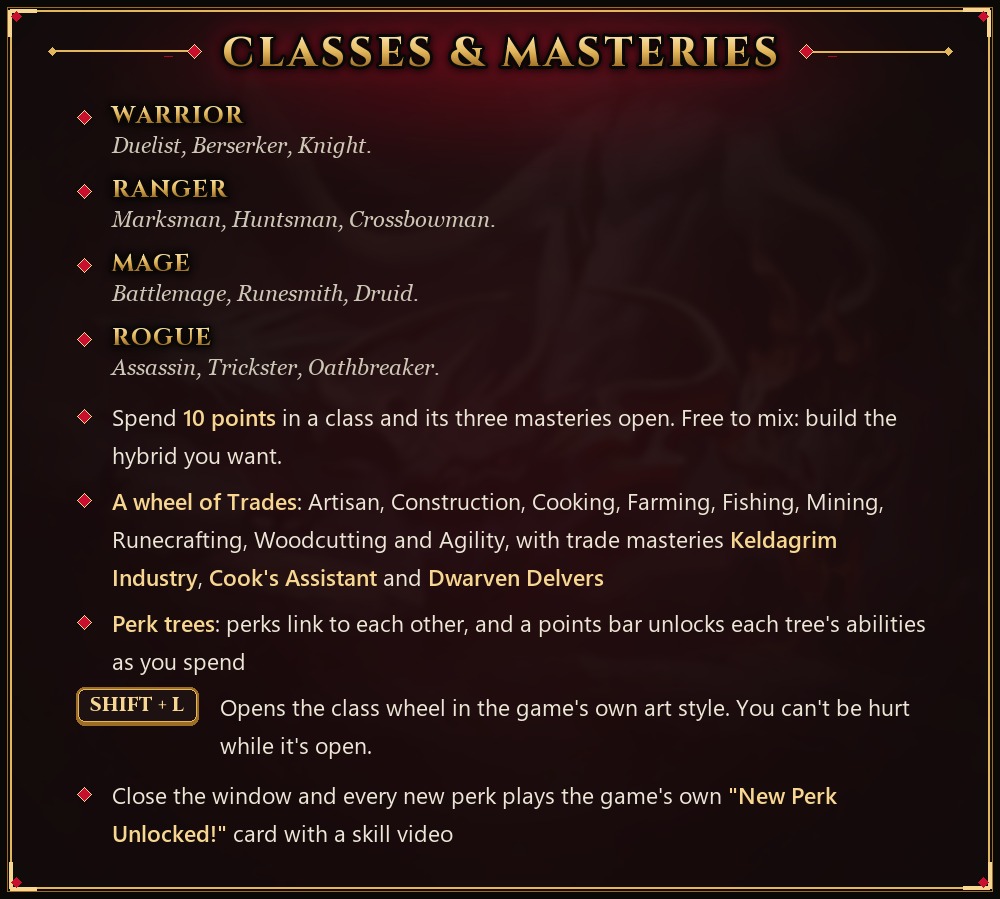 CLASSES & MASTERIES
WARRIOR
Duelist, Berserker, Knight.
RANGER
Marksman, Huntsman, Crossbowman.
MAGE
Battlemage, Runesmith, Druid.
ROGUE
Assassin, Trickster, Oathbreaker.
Spend 10 points in a class and its three masteries open. Free to mix: build the
hybrid you want.
A wheel of Trades: Artisan, Construction, Cooking, Farming, Fishing, Mining,
Runecrafting, Woodcutting and Agility, with trade masteries Keldagrim
Industry, Cook's Assistant and Dwarven Delvers
Perk trees: perks link to each other, and a points bar unlocks each tree's abilities
as you spend
SHIFT + L Opens the class wheel in the game's own art style. You can't be hurt
while it's open.
Close the window and every new perk plays the game's own "New Perk
Unlocked!" card with a skill video